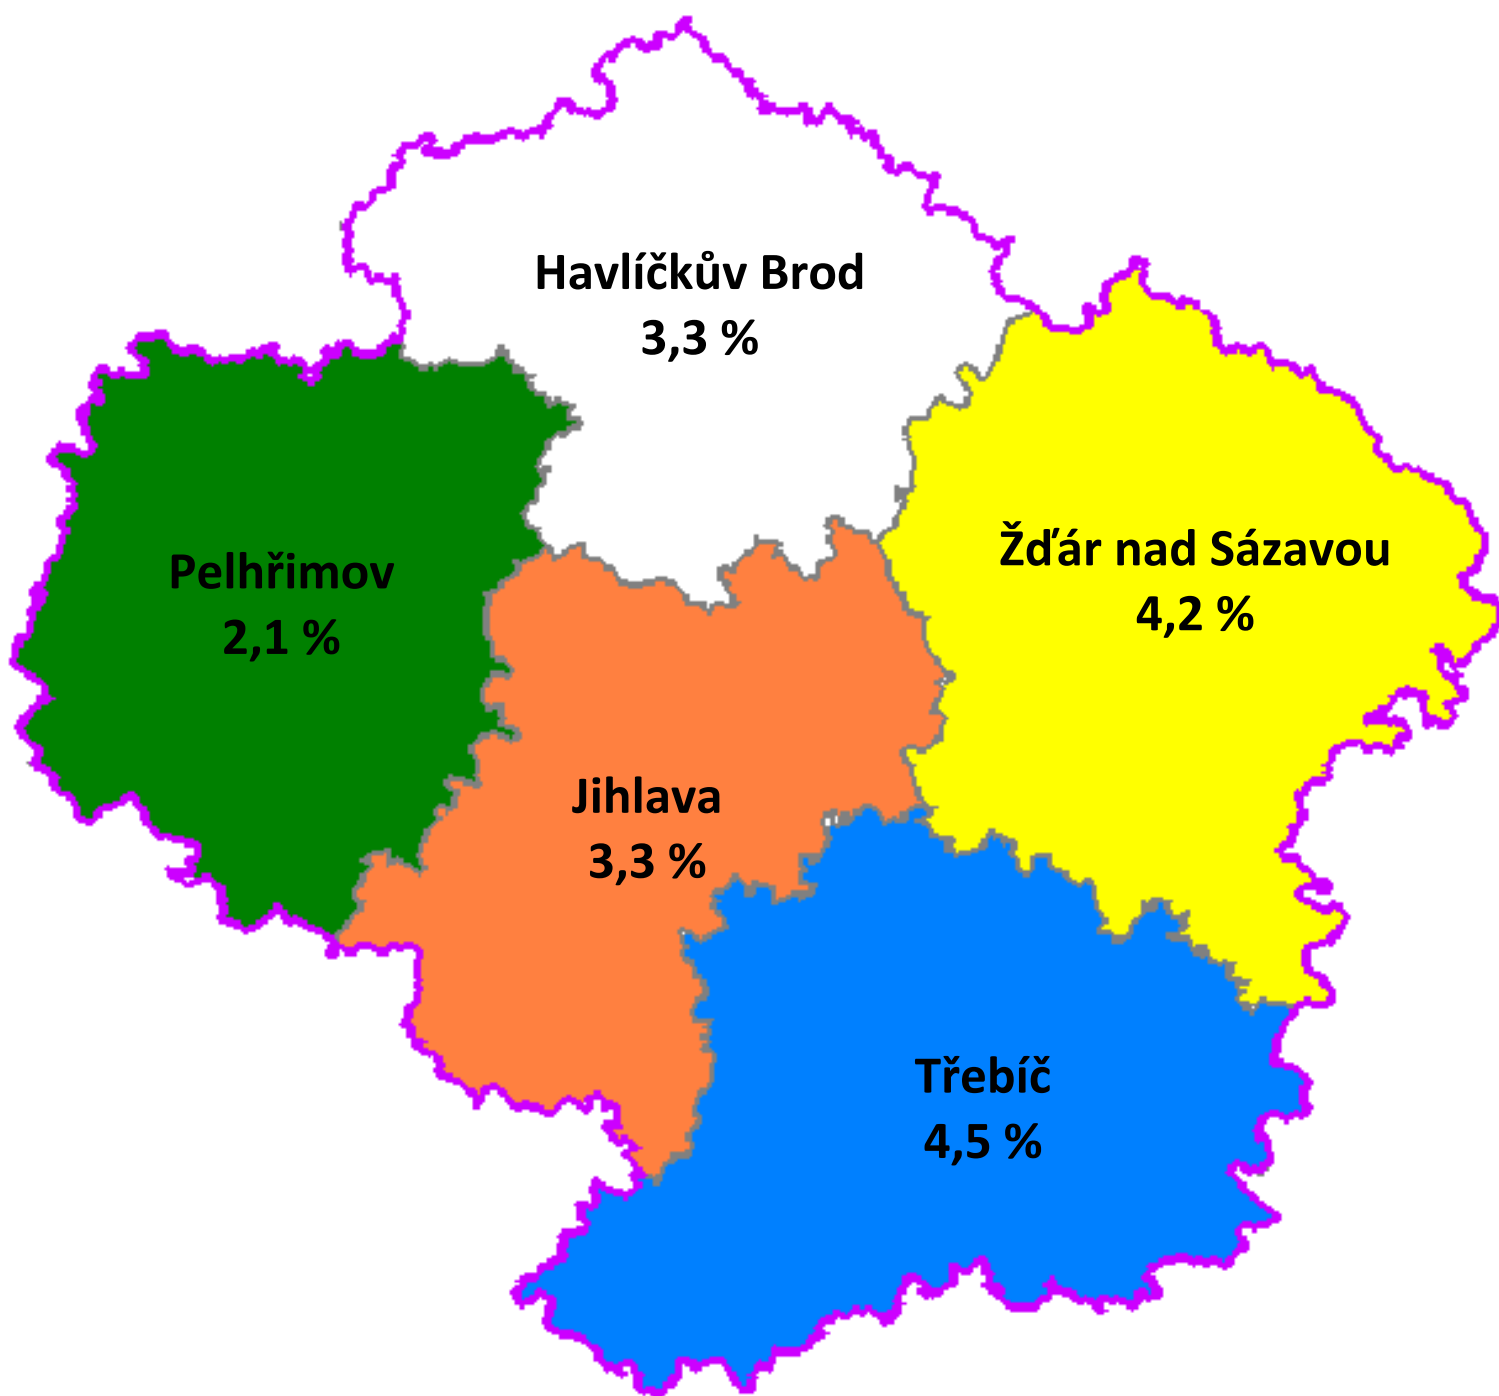 Havlíčkův Brod
3,3 %
Žďár nad Sázavou
4,2 %
Pelhřimov
2,1 %
Jihlava
3,3 %
Třebíč
4,5 %